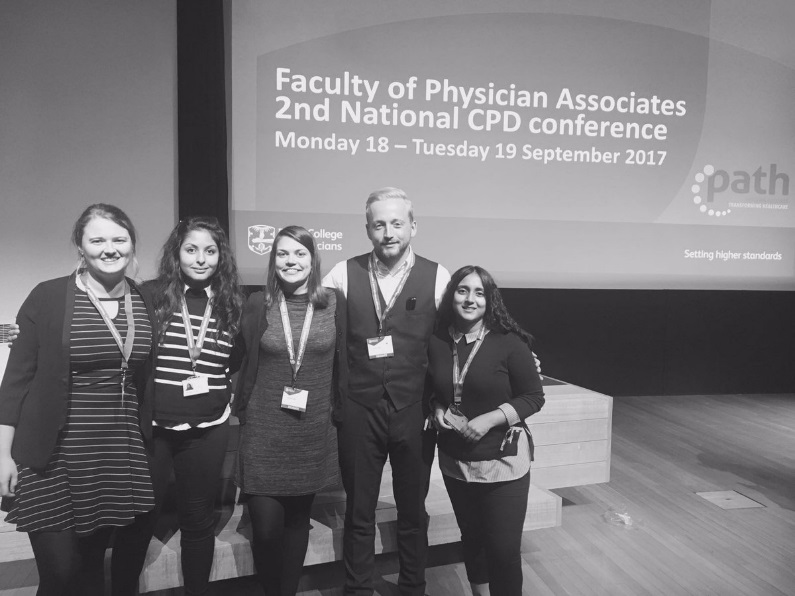 Faculty of Physician Associates
2nd National CPD conference
Monday 18 – Tuesday 19 September 2017
path
College
cians
Setting higher standards